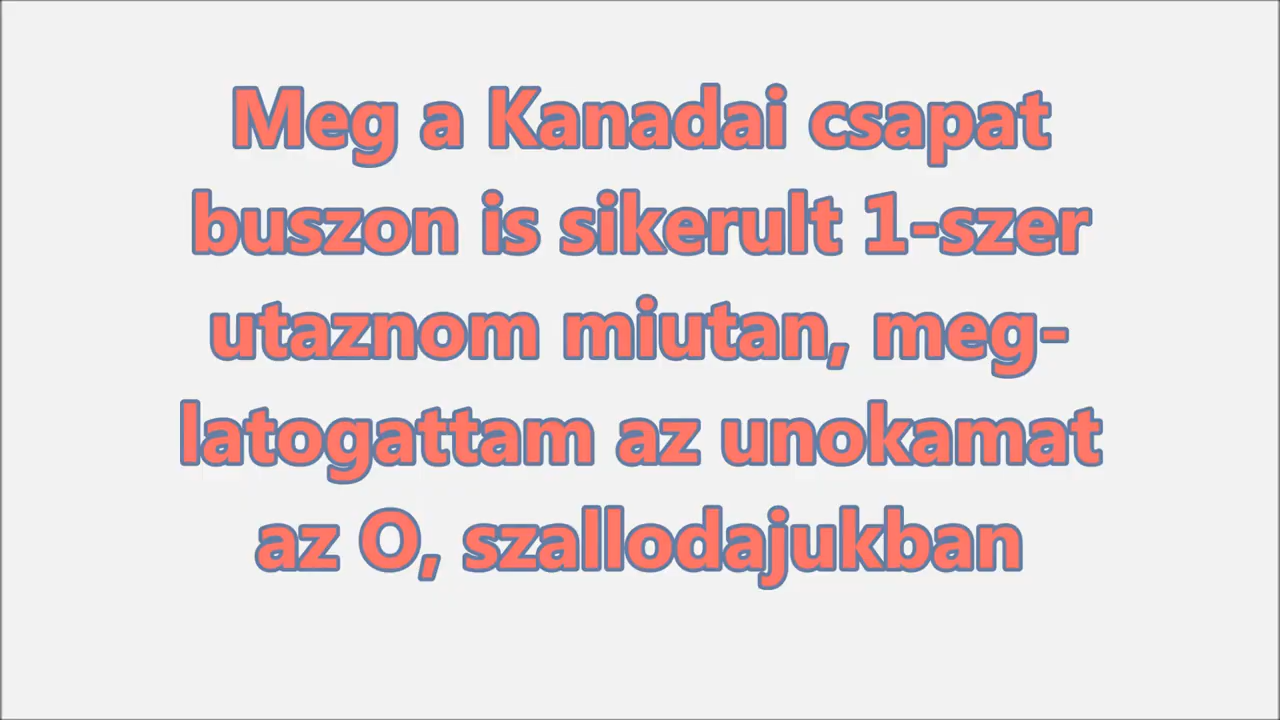 Meg a Kanadai csapat
buszon is sikerult 1-szer
utaznom miutan, meg-
latogattam az unokamat
az O, szallodajukban